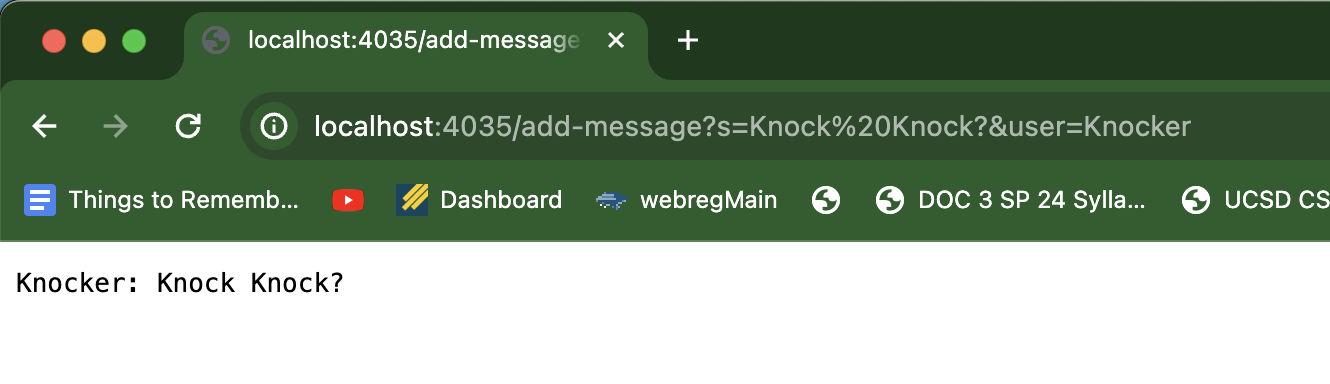 localhost:4035/add-message
localhost:4035/add-message?s=Knock%20Knock?&user=Knocker
Things to Rememb... Dashboard webregMain DOC 3 SP 24 Sylla... UCSD CS
Knocker: Knock Knock?